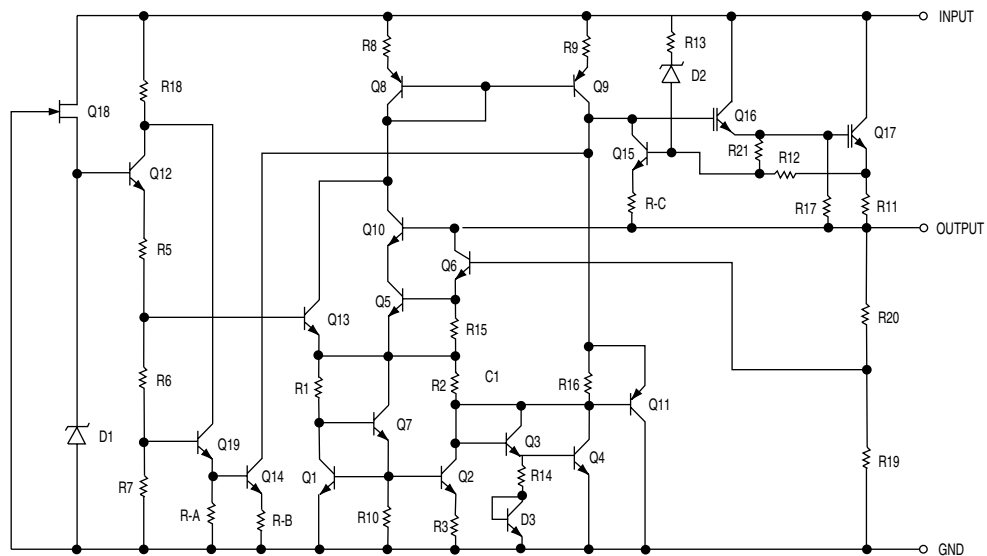 INPUT
R8
R9
R13
R18
D2
Q8
Q9
Q18
Q16
Q17
Q15
R21
R12
Q12
R-C
R17
R11
Q10
OUTPUT
R5
Q6
Q5
Q13
R15
R20
R1
R2
C1
R16
R6
Q11
Q7
D1
Q19
Q3
Q14
Q1
Q2
R14
Q4
R19
R7
R-A
R-B
R10
R3
D3
GND